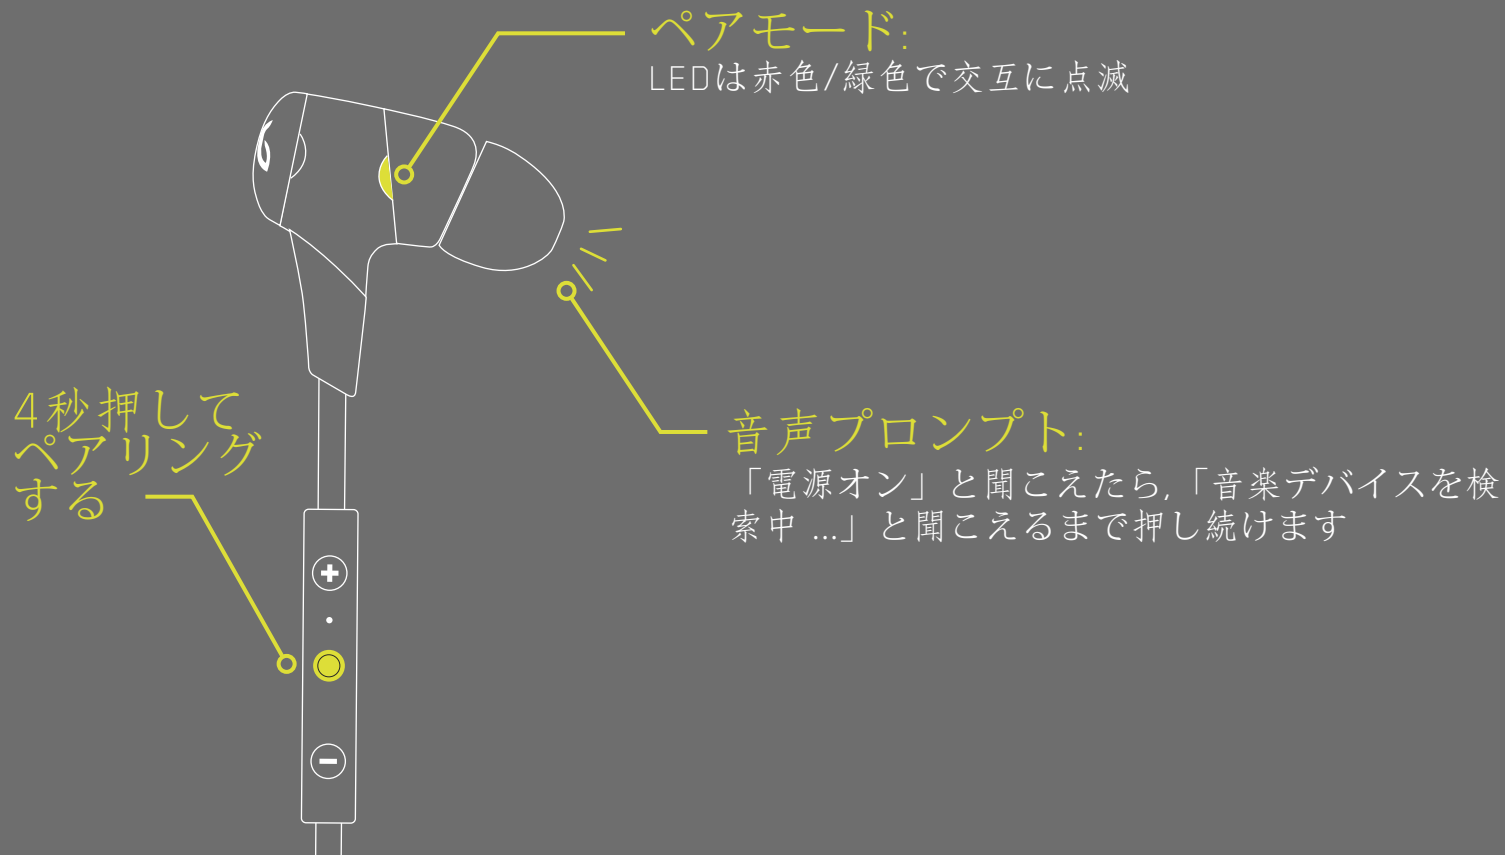 ペアモード:
LEDは赤色/緑色で交互に点滅
4秒押して
ペアリング
する
音声プロンプト:
「電源オン」と聞こえたら,「音楽デバイスを検
索中 ...」と聞こえるまで押し続けます